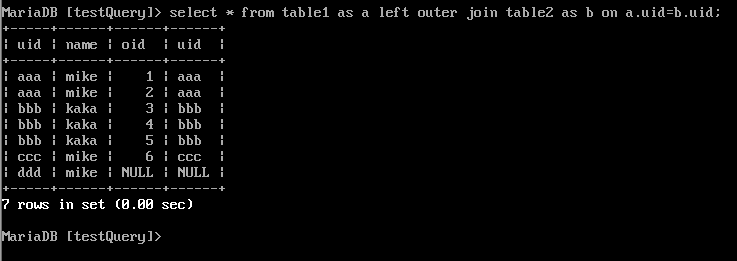 MariaDB [testQuery]> select * from table1 as a left outer join table2 as b on a.uid=b.uid;
+------+------+------+------+
¦ uid ¦ name ¦ oid ¦ uid ¦
+------+------+------+------+
¦ aaa ¦ mike ¦ 1 ¦ aaa ¦
¦ aaa ¦ mike ¦ 2 ¦ aaa ¦
¦ bbb ¦ kaka ¦ 3 ¦ bbb ¦
¦ bbb ¦ kaka ¦ 4 ¦ bbb ¦
¦ bbb ¦ kaka ¦ 5 ¦ bbb ¦
¦ ccc ¦ mike ¦ 6 ¦ ccc ¦
¦ ddd ¦ mike ¦ NULL ¦ NULL ¦
+------+------+------+------+
7 rows in set (0.00 sec)
MariaDB [testQuery]>